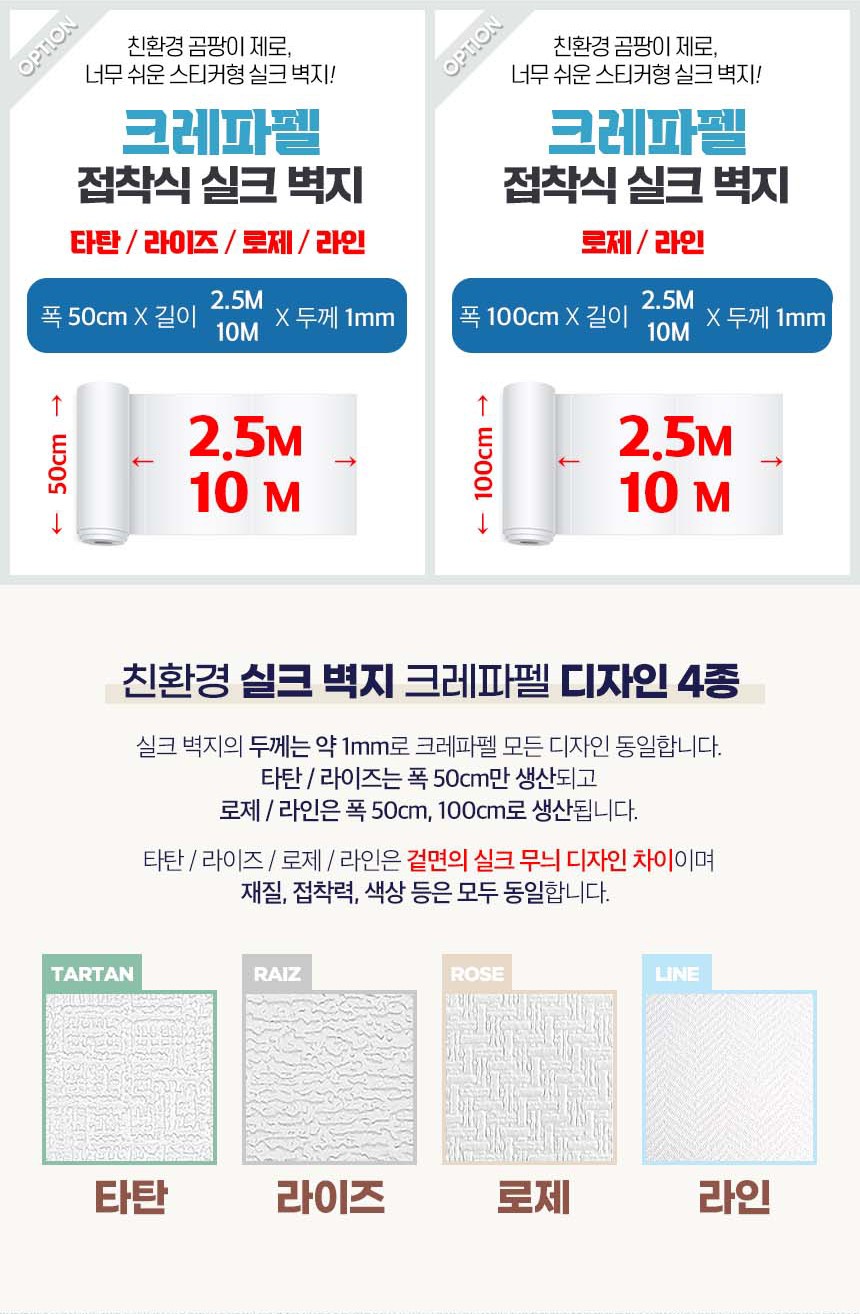 OPTION
친환경 곰팡이 제로,
너무 쉬운 스티커형 실크 벽지!
크레파펠
접착식 실크 벽지
타탄 / 라이즈 / 로제 / 라인
폭 50cm X 길이 2.5M 10M X 두께 1mm
50cm
2.5M
10 M
OPTION
친환경 곰팡이 제로,
너무 쉬운 스티커형 실크 벽지!
크레파펠
접착식 실크 벽지
로제 / 라인
폭 100cm X 길이 2.5M 10M X 두께 1mm
100cm
2.5M
10 M
친환경 실크 벽지 크레파펠 디자인 4종
실크 벽지의 두께는 약 1mm로 크레파펠 모든 디자인 동일합니다.
타탄 / 라이즈는 폭 50cm만 생산되고
로제 / 라인은 폭 50cm, 100cm로 생산됩니다.
타탄 / 라이즈 / 로제 / 라인은 겉면의 실크 무늬 디자인 차이이며
재질, 접착력, 색상 등은 모두 동일합니다.
TARTAN
RAIZ
ROSE
LINE
타탄
라이즈
로제
라인